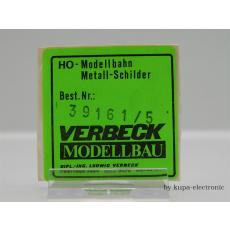 HO- Modellbahn
Metall-Schilder
Best.Nr.:
39161/5
VERBECK
MODELLBAU
DIPL.-ING. LUDWIG VERBECK
by kupa-electronic